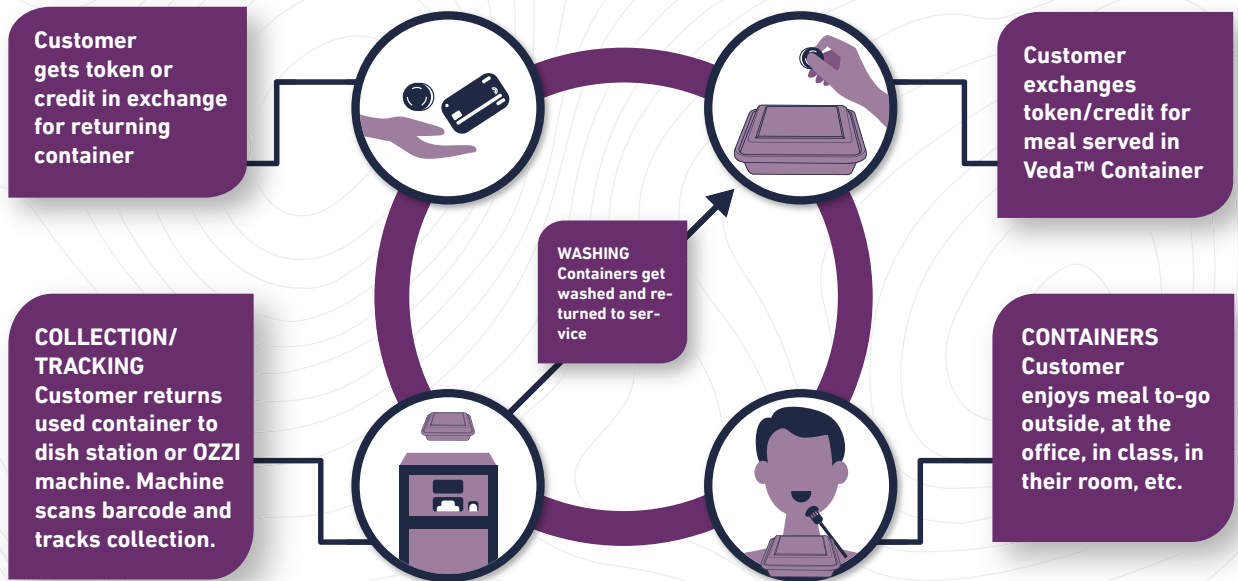 Customer
gets token or
credit in exchange
for returning
container
Customer
exchanges
token/credit for
meal served in
Veda™ Container
WASHING
Containers get
washed and re-
turned to ser-
vice
COLLECTION/
TRACKING
Customer returns
used container to
dish station or OZZI
machine. Machine
scans barcode and
tracks collection.
CONTAINERS
Customer
enjoys meal to-go
outside, at the
office, in class, in
their room, etc.